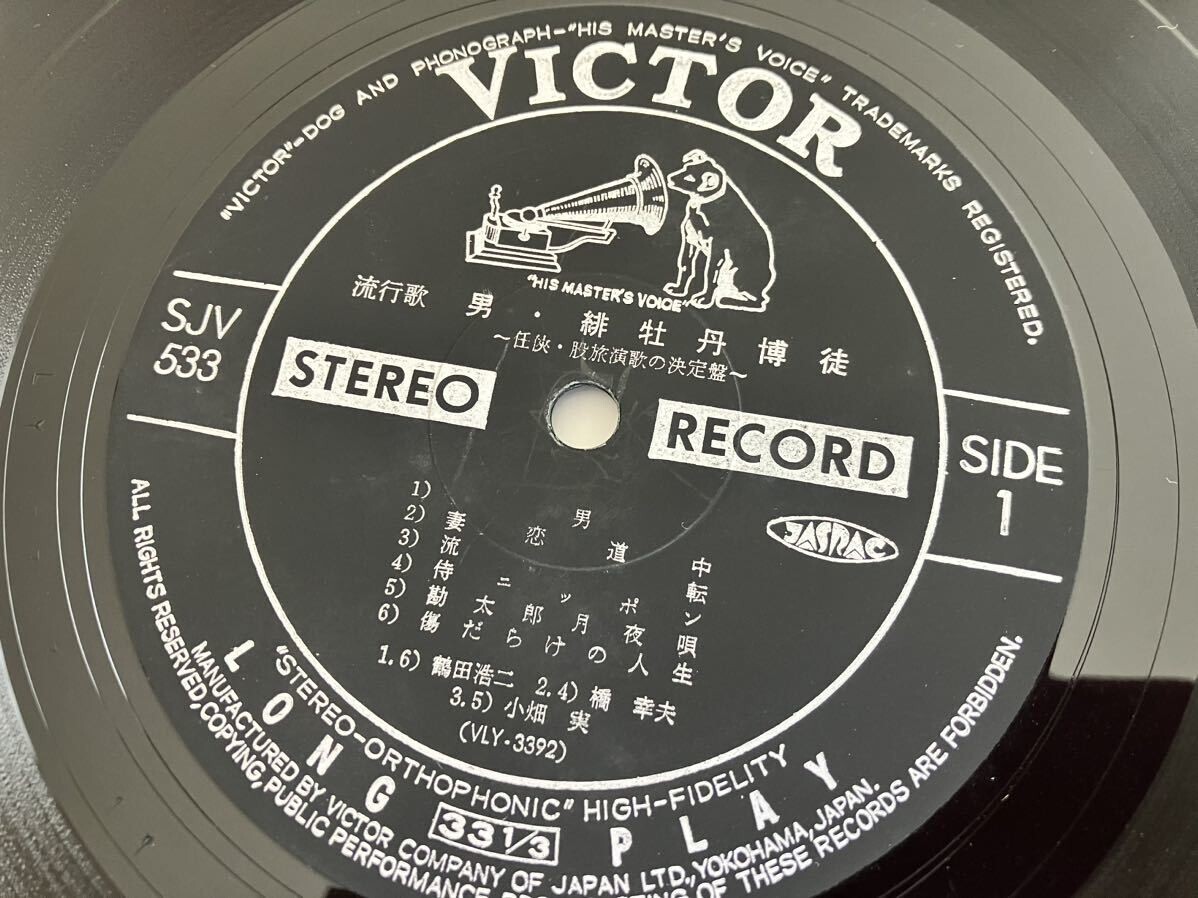 "VICTOR"-DOG AND PHONOGRAPH-"HIS MASTER'S VOICE" TRADEMARKS REGISTERED.
VICTOR
"HIS MASTER'S VOICE"
流行歌 男・緋牡丹博徒
~任侠・股旅演歌の決定盤~
SJV
533
STEREO RECORD
SIDE
1
JASRAC
1) 男
2) 妻恋道中
3) 流転
4) 侍ニッポン
5) 勘太郎月夜唄
6) 傷だらけの人生
1.6) 鶴田浩二 2.4) 橋 幸夫
3.5) 小畑 実
(VLY·3392)
"STEREO-ORTHOPHONIC" HIGH-FIDELITY
LONG 33 1/3 PLAY
MANUFACTURED BY VICTOR COMPANY OF JAPAN LTD., YOKOHAMA, JAPAN.
ALL RIGHTS RESERVED, COPYING, PUBLIC PERFORMANCE OF THESE RECORDS ARE FORBIDDEN.